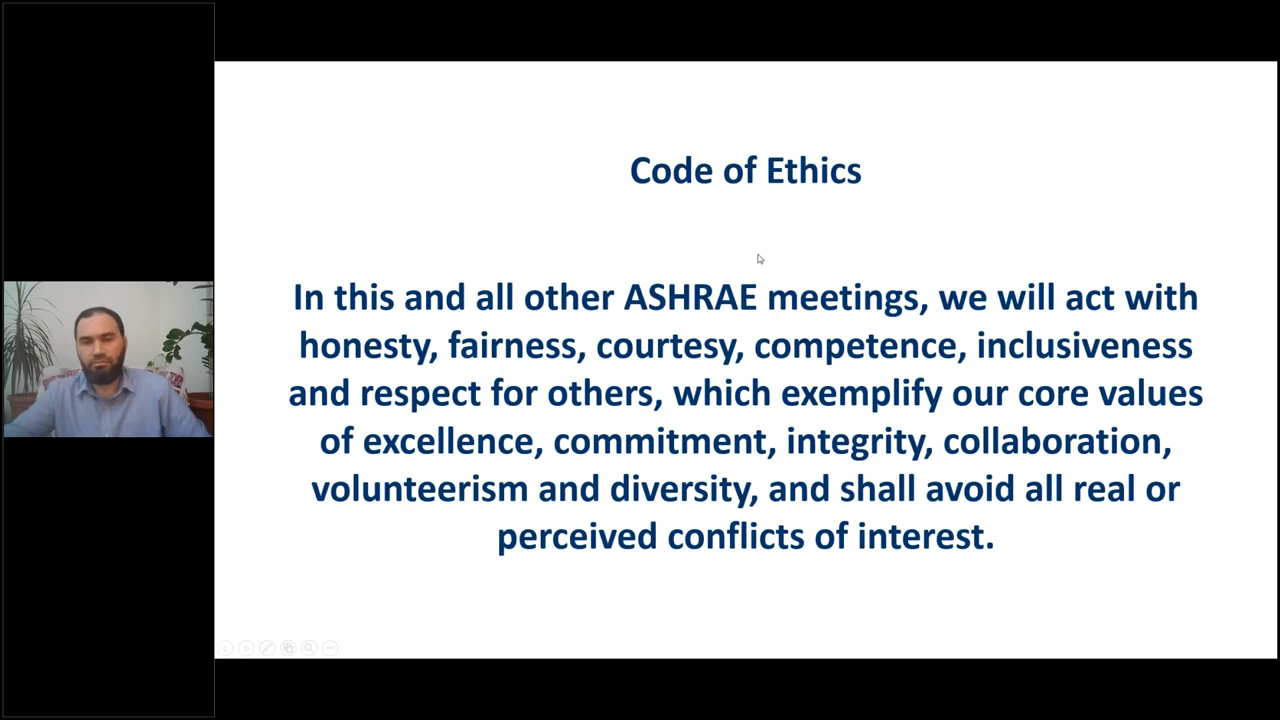 Code of Ethics
In this and all other ASHRAE meetings, we will act with
honesty, fairness, courtesy, competence, inclusiveness
and respect for others, which exemplify our core values
of excellence, commitment, integrity, collaboration,
volunteerism and diversity, and shall avoid all real or
perceived conflicts of interest.